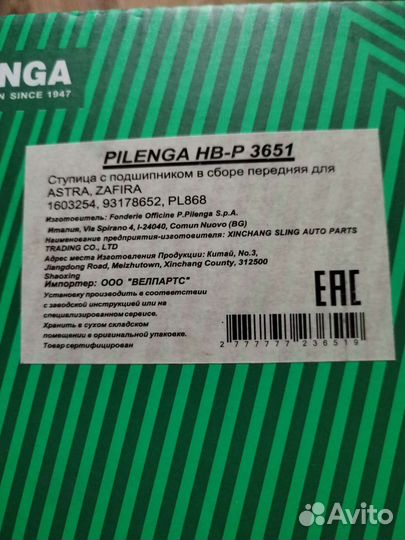 NGA
N SINCE 1947
PILENGA HB-P 3651
Ступица с подшипником в сборе передняя для
ASTRA, ZAFIRA
1603254, 93178652, PL868
Изготовитель: Fonderie Officine P.Pilenga S.p.A.
Италия, Via Spirano 4, I-24040, Comun Nuovo (BG)
Наименование предприятия-изготовителя: XINCHANG SLING AUTO PARTS
TRADING CO., LTD
Адрес места Изготовления Продукции: Китай, No.3,
Jiangdong Road, Meizhutown, Xinchang County, 312500
Shaoxing
Импортер: ООО "ВЕЛПАРТС"
Установку производить в соответствии
с заводской инструкцией или на
специализированном сервисе.
Хранить в сухом складском
помещении в оригинальной упаковке.
Товар сертифицирован
EAC
2 777777 236519
Avito